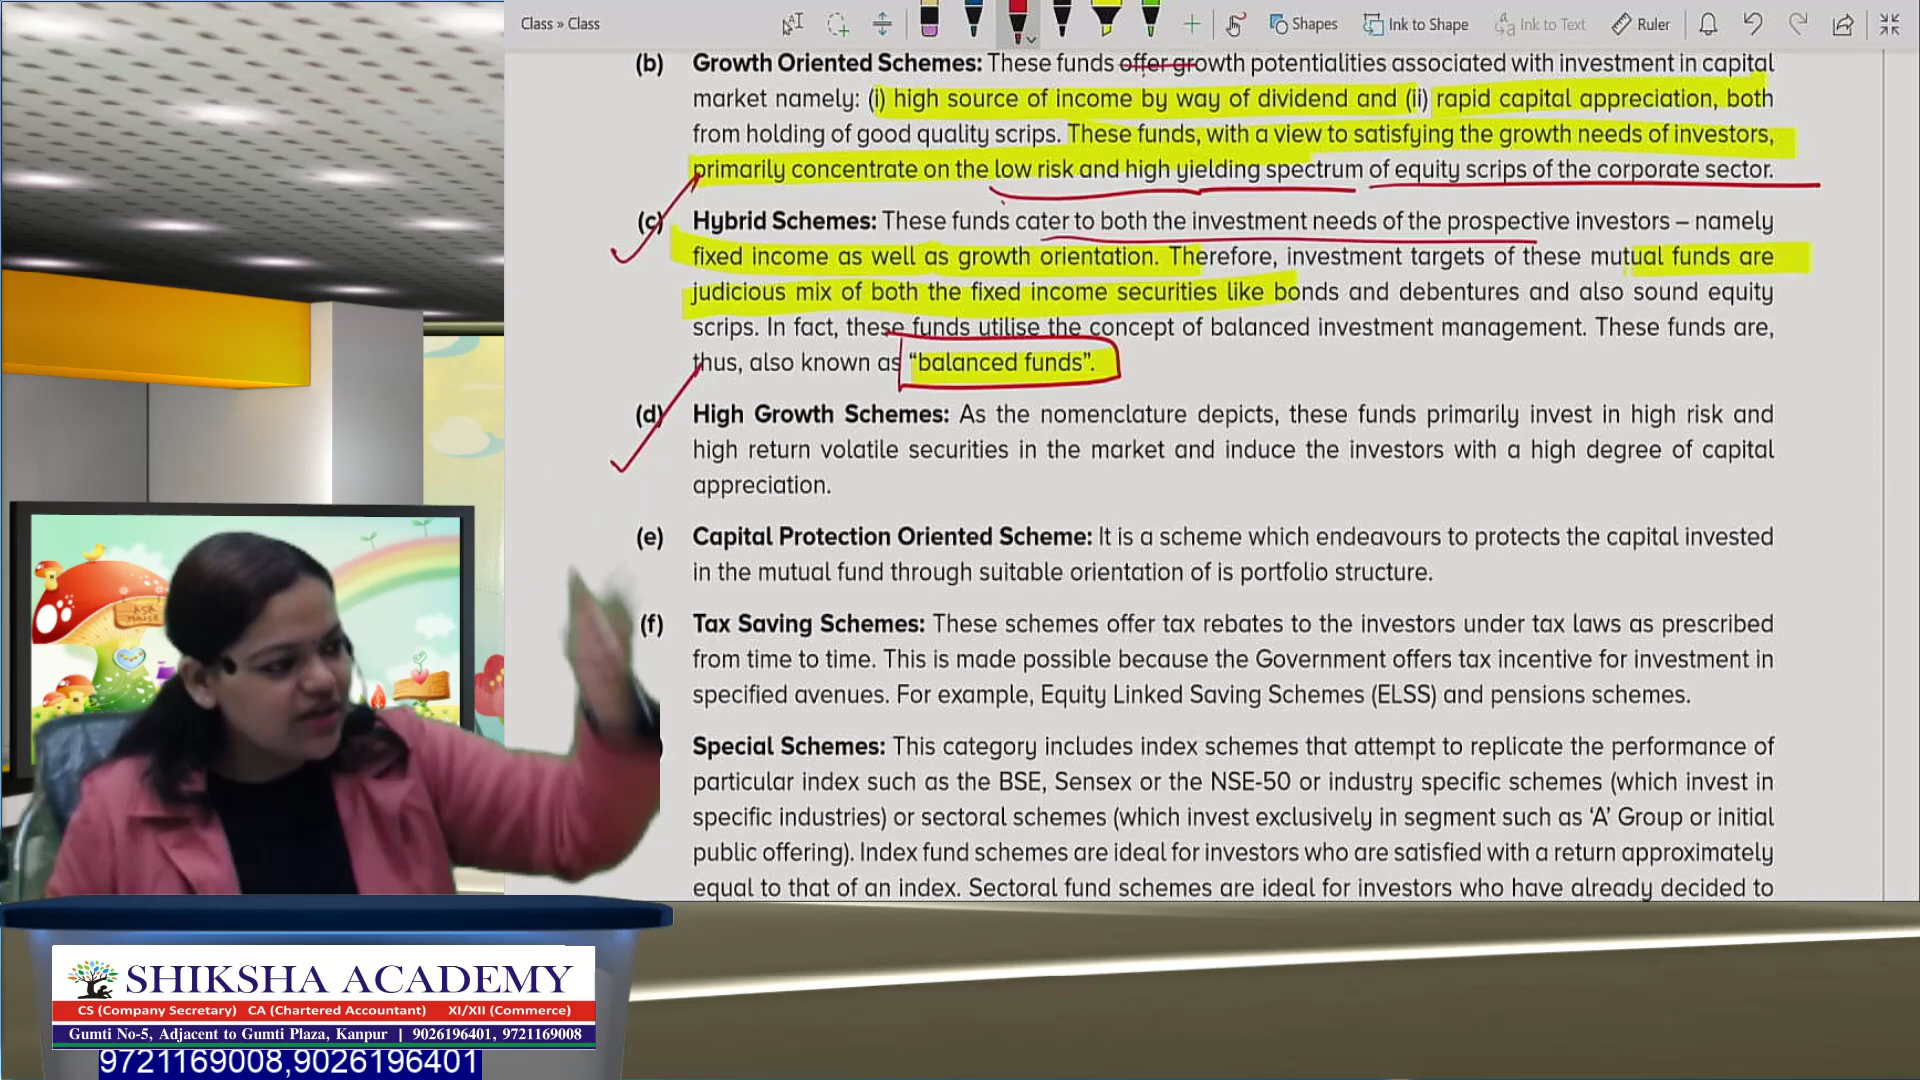 Class » Class
Shapes
Ink to Shape
Ink to Text
Ruler
(b) Growth Oriented Schemes: These funds offer growth potentialities associated with investment in capital
market namely: (i) high source of income by way of dividend and (ii) rapid capital appreciation, both
from holding of good quality scrips. These funds, with a view to satisfying the growth needs of investors,
primarily concentrate on the low risk and high yielding spectrum of equity scrips of the corporate sector.
(c) Hybrid Schemes: These funds cater to both the investment needs of the prospective investors – namely
fixed income as well as growth orientation. Therefore, investment targets of these mutual funds are
judicious mix of both the fixed income securities like bonds and debentures and also sound equity
scrips. In fact, these funds utilise the concept of balanced investment management. These funds are,
thus, also known as “balanced funds”.
(d) High Growth Schemes: As the nomenclature depicts, these funds primarily invest in high risk and
high return volatile securities in the market and induce the investors with a high degree of capital
appreciation.
(e) Capital Protection Oriented Scheme: It is a scheme which endeavours to protects the capital invested
in the mutual fund through suitable orientation of is portfolio structure.
(f) Tax Saving Schemes: These schemes offer tax rebates to the investors under tax laws as prescribed
from time to time. This is made possible because the Government offers tax incentive for investment in
specified avenues. For example, Equity Linked Saving Schemes (ELSS) and pensions schemes.
Special Schemes: This category includes index schemes that attempt to replicate the performance of
particular index such as the BSE, Sensex or the NSE-50 or industry specific schemes (which invest in
specific industries) or sectoral schemes (which invest exclusively in segment such as ‘A’ Group or initial
public offering). Index fund schemes are ideal for investors who are satisfied with a return approximately
equal to that of an index. Sectoral fund schemes are ideal for investors who have already decided to
SHIKSHA ACADEMY
CS (Company Secretary) CA (Chartered Accountant) XI/XII (Commerce)
Gumti No-5, Adjacent to Gumti Plaza, Kanpur | 9026196401, 9721169008
9721169008,9026196401